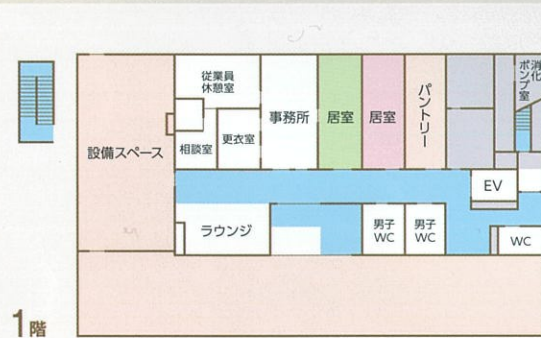 従業員
休憩室
消化
ポンプ室
設備スペース
相談室
更衣室
事務所
居室
居室
パントリー
EV
ラウンジ
男子
WC
男子
WC
WC
1階